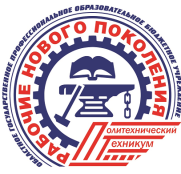 ОБЛАСТНОЕ ГОСУДАРСТВЕННОЕ ПРОФЕССИОНАЛЬНОЕ ОБРАЗОВАТЕЛЬНОЕ БЮДЖЕТНОЕ УЧРЕЖДЕНИЕ
РАБОЧИЕ НОВОГО ПОКОЛЕНИЯ
Политехнический
Техникум